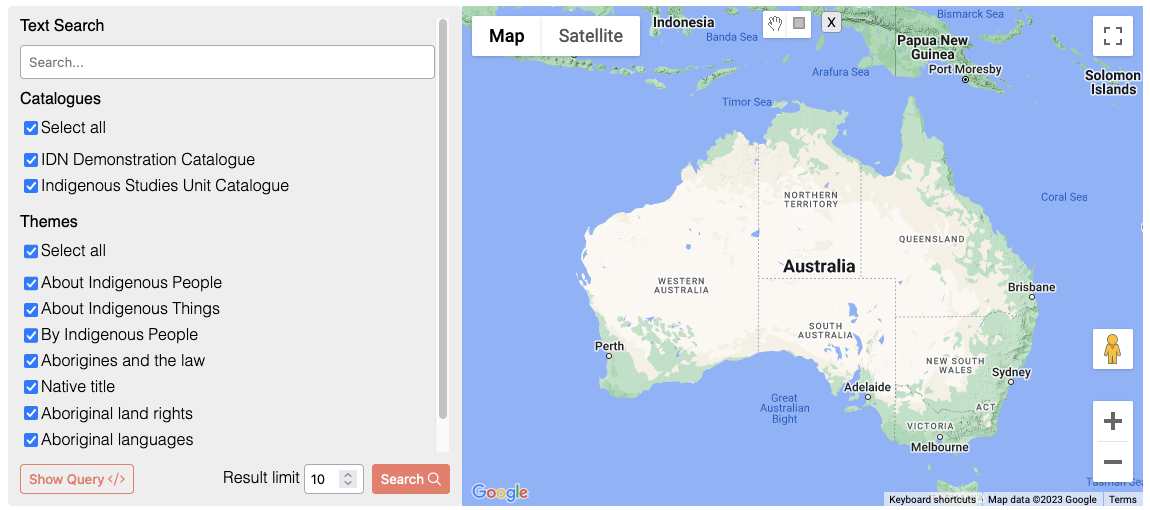 Text Search
Search...
Catalogues
Select all
IDN Demonstration Catalogue
Indigenous Studies Unit Catalogue
Themes
Select all
About Indigenous People
About Indigenous Things
By Indigenous People
Aborigines and the law
Native title
Aboriginal land rights
Aboriginal languages
Show Query </>
Result limit 10
Search
Map Satellite
X
Indonesia
Banda Sea
Bismarck Sea
Papua New
Guinea
Port Moresby
Solomon
Islands
Arafura Sea
Timor Sea
Coral Sea
NORTHERN
TERRITORY
QUEENSLAND
Australia
WESTERN
AUSTRALIA
Brisbane
SOUTH
AUSTRALIA
Perth
NEW SOUTH
WALES
Sydney
Adelaide
Great
Australian
Bight
ACT
VICTORIA
Melbourne
Tasman Se
Google
Keyboard shortcuts
Map data ©2023 Google
Terms